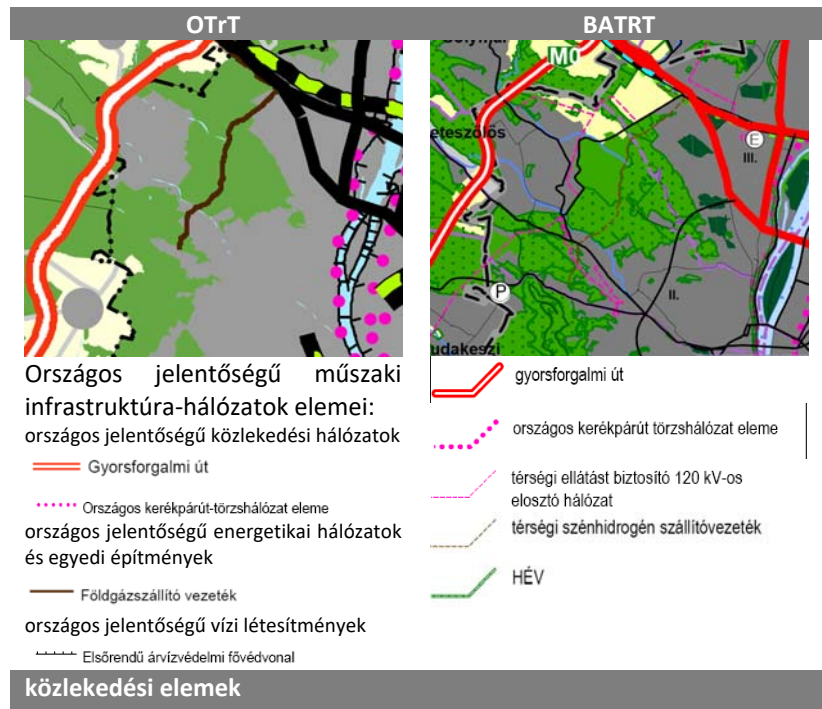 OTrT
BATRT
M0
eteszőlős
E
III.
P
II.
udakeszi
Országos jelentőségű műszaki
infrastruktúra-hálózatok elemei:
országos jelentőségű közlekedési hálózatok
Gyorsforgalmi út
Országos kerékpárút-törzshálózat eleme
országos jelentőségű energetikai hálózatok
és egyedi építmények
Földgázszállító vezeték
országos jelentőségű vízi létesítmények
Elsőrendű árvízvédelmi fővédvonal
gyorsforgalmi út
országos kerékpárút törzshálózat eleme
térségi ellátást biztosító 120 kV-os
elosztó hálózat
térségi szénhidrogén szállítóvezeték
HÉV
közlekedési elemek